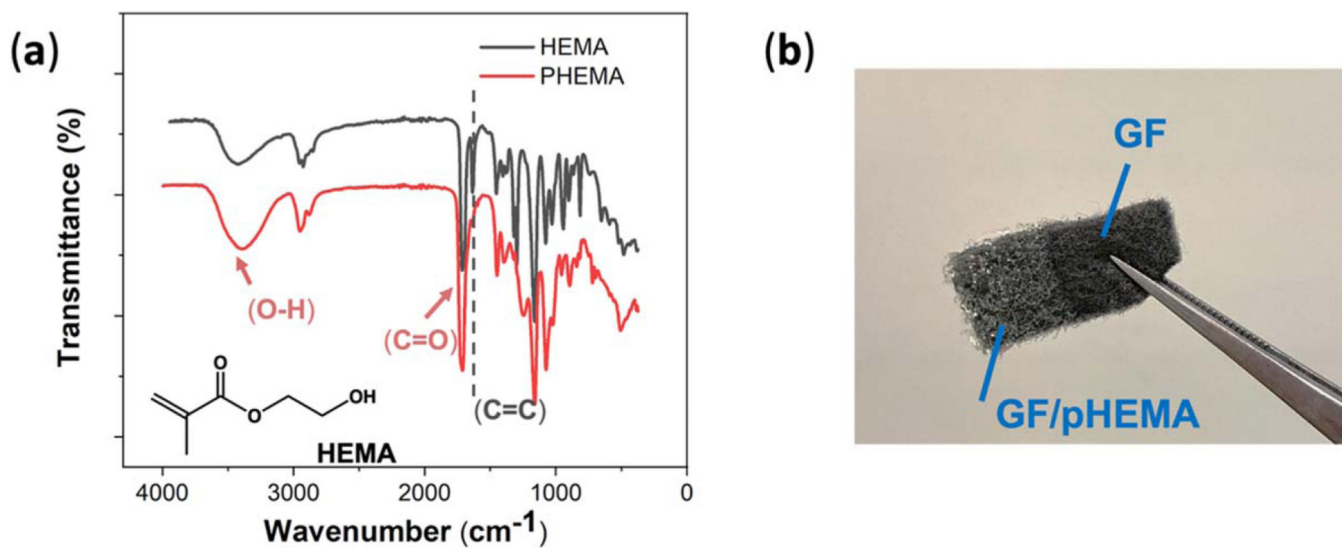 (a)
HEMA
PHEMA
Transmittance (%)
(O-H)
(C=O)
(C=C)
O
O
OH
HEMA
4000 3000 2000 1000 0
Wavenumber (cm-1)
(b)
GF
GF/pHEMA